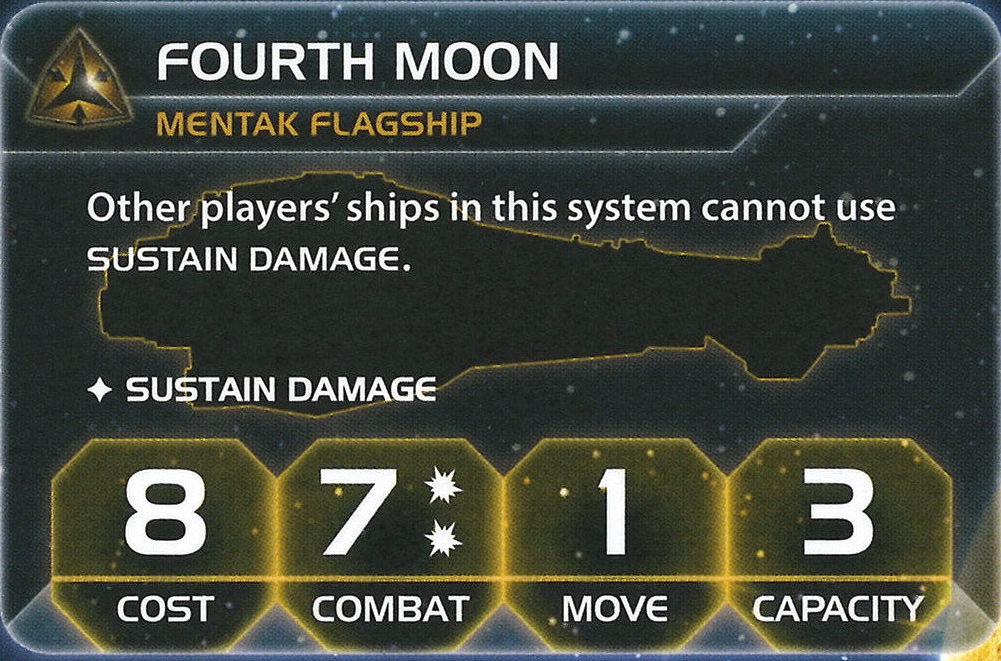 FOURTH MOON
MENTAK FLAGSHIP
Other players’ ships in this system cannot use
SUSTAIN DAMAGE.
✦ SUSTAIN DAMAGE
8 7 1 3
COST COMBAT MOVE CAPACITY